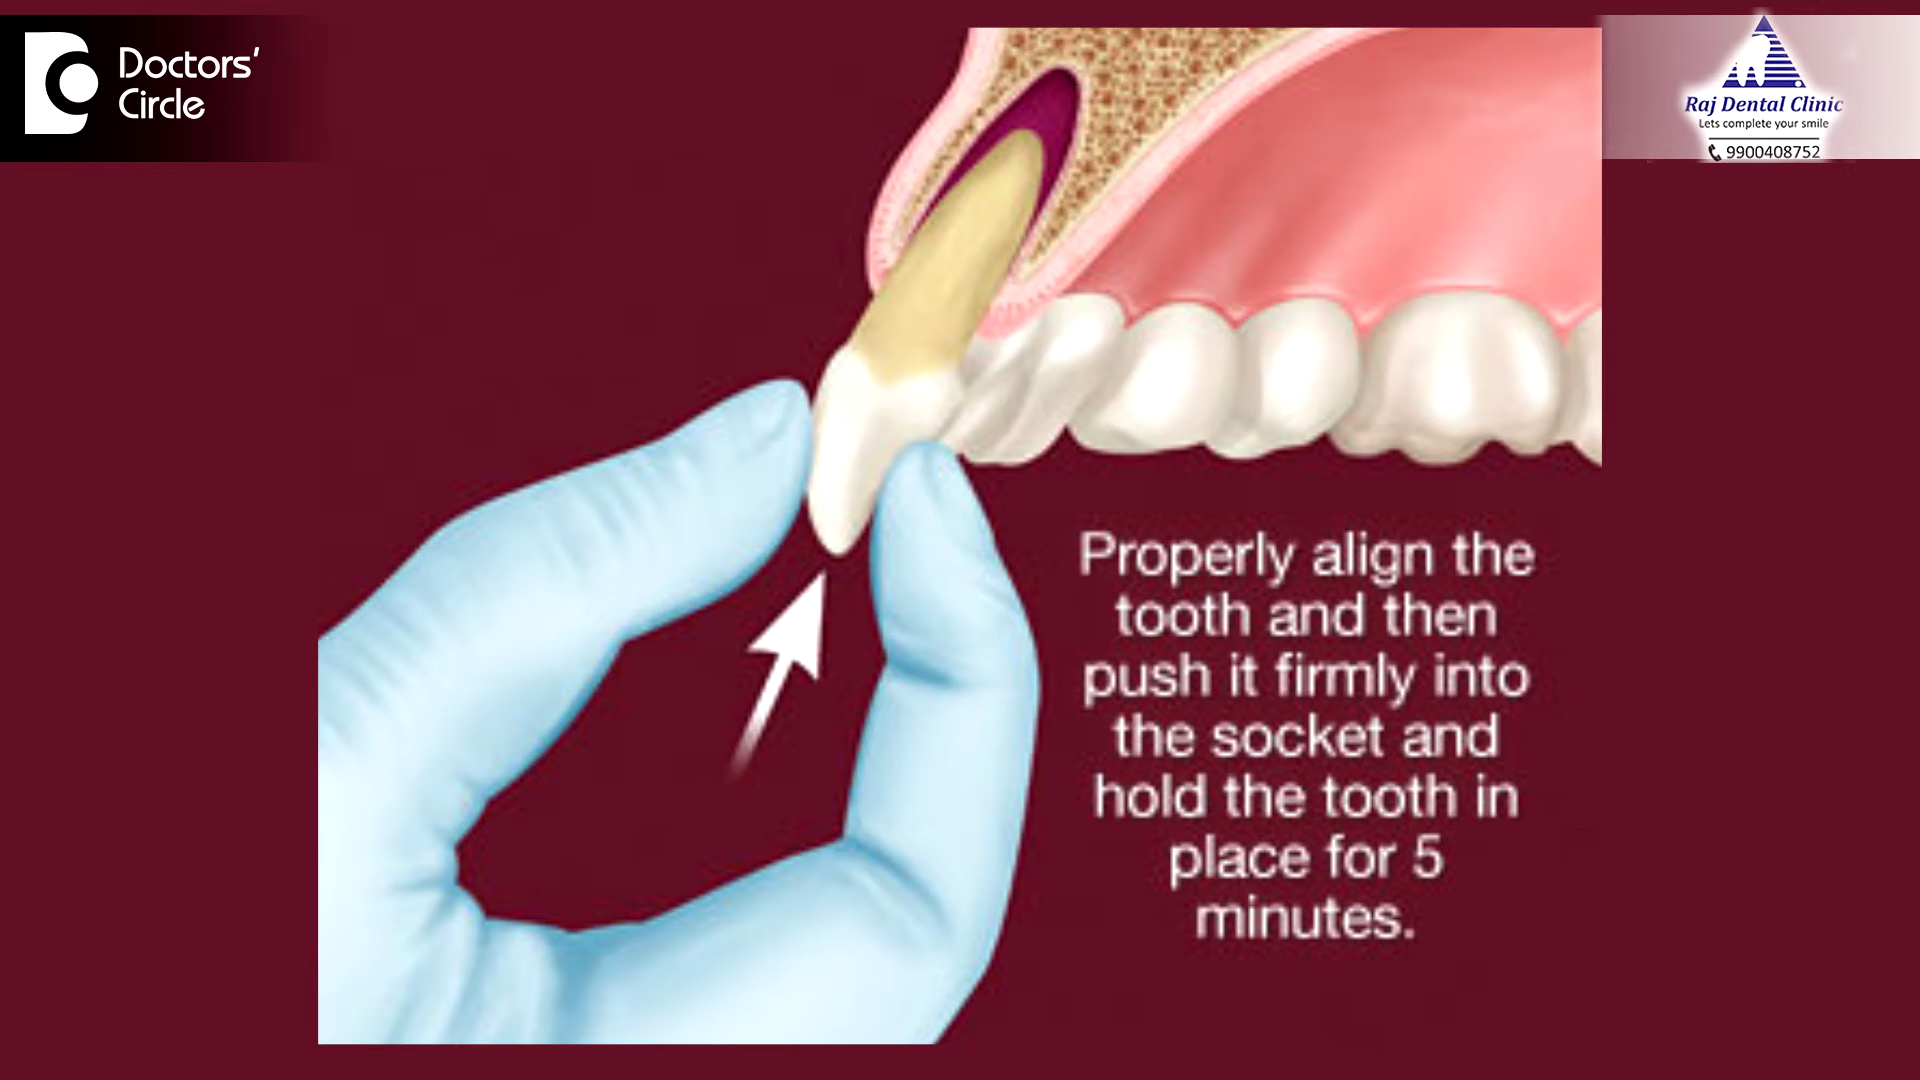 Doctors'
Circle
Raj Dental Clinic
Lets complete your smile
9900408752
Properly align the
tooth and then
push it firmly into
the socket and
hold the tooth in
place for 5
minutes.